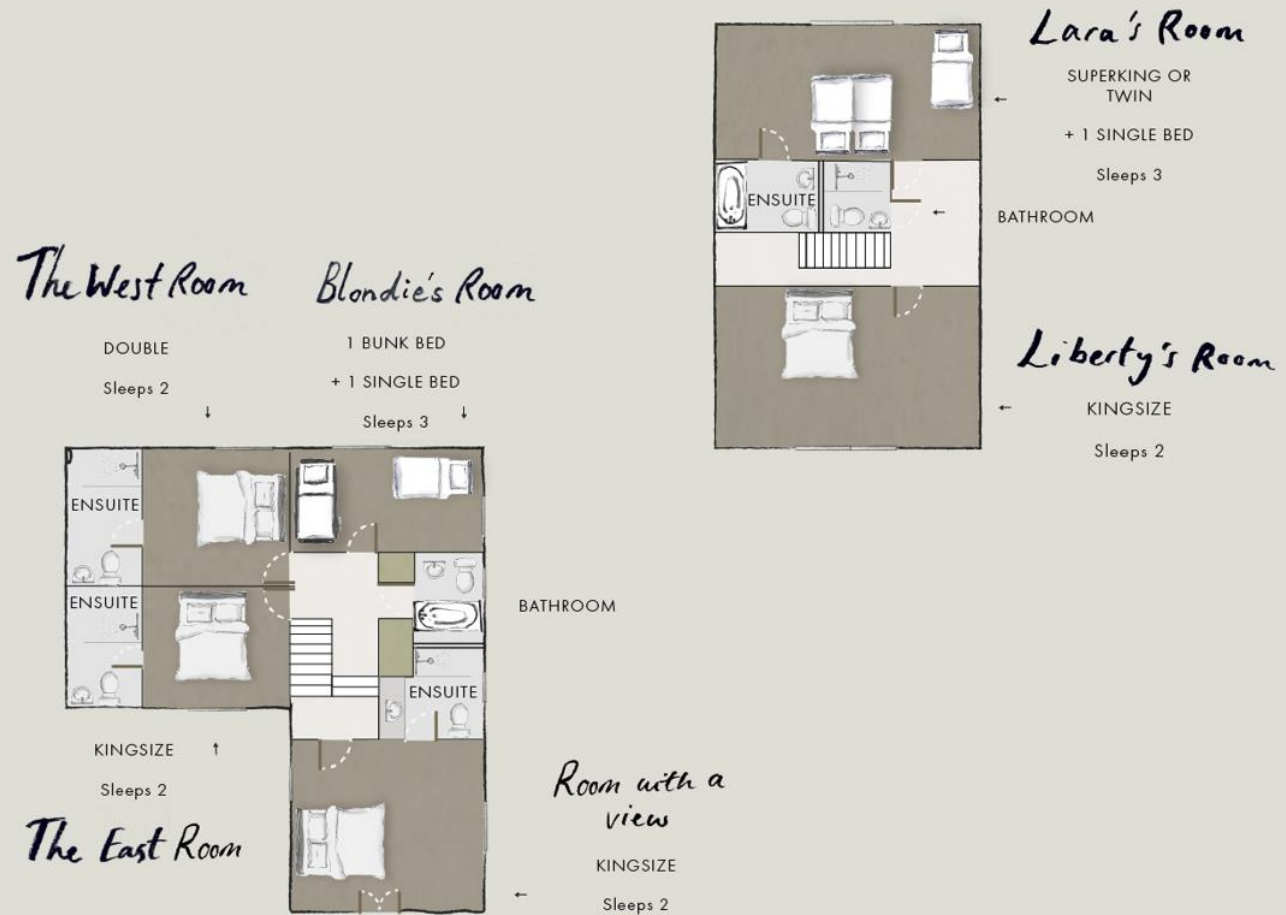 Lara's Room
SUPERKING OR
TWIN
+ 1 SINGLE BED
Sleeps 3
ENSUITE
BATHROOM
Liberty's Room
KINGSIZE
Sleeps 2
The West Room
DOUBLE
Sleeps 2
Blondie's Room
1 BUNK BED
+ 1 SINGLE BED
Sleeps 3
ENSUITE
ENSUITE
BATHROOM
ENSUITE
KINGSIZE
Sleeps 2
The East Room
Room with a
view
KINGSIZE
Sleeps 2